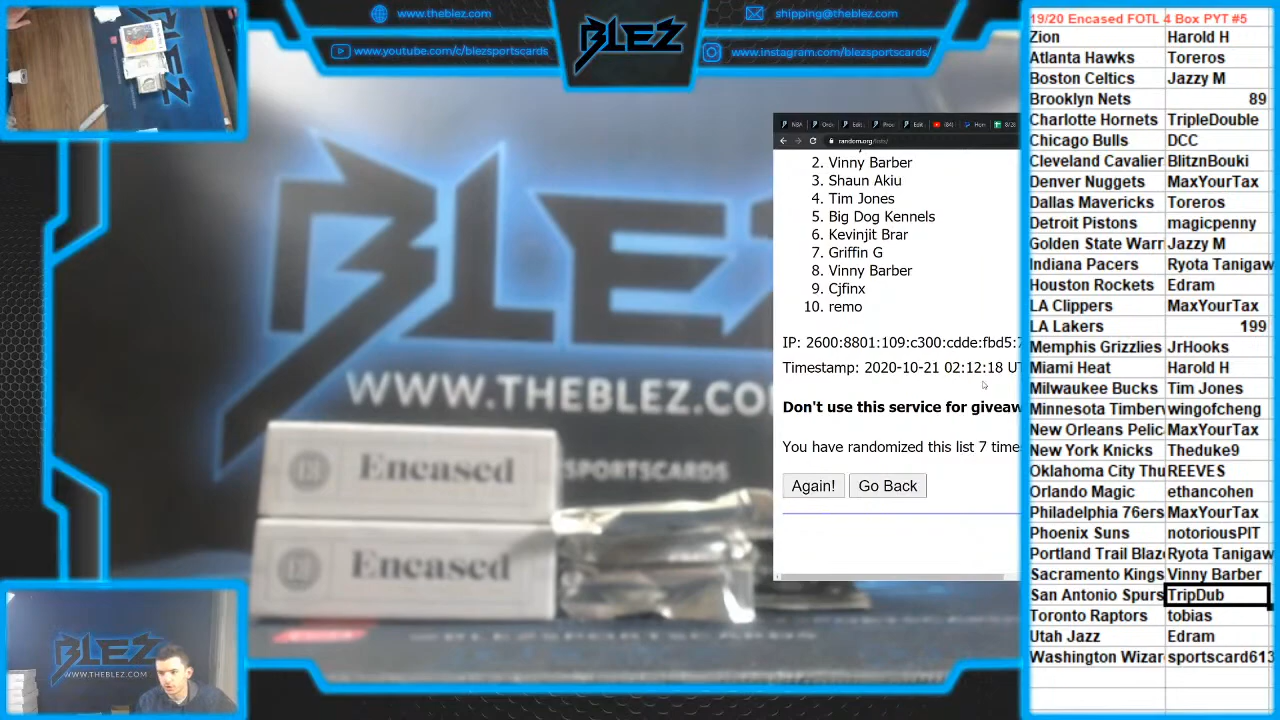 www.theblez.com
shipping@theblez.com
www.youtube.com/c/blezsportscards
www.instagram.com/blezsportscards/
BLEZ
19/20 Encased FOTL 4 Box PYT #5
Zion Harold H
Atlanta Hawks Toreros
Boston Celtics Jazzy M
Brooklyn Nets 89
Charlotte Hornets TripleDouble
Chicago Bulls DCC
Cleveland Cavalier BlitznBouki
Denver Nuggets MaxYourTax
Dallas Mavericks Toreros
Detroit Pistons magicpenny
Golden State Warr Jazzy M
Indiana Pacers Ryota Tanigaw
Houston Rockets Edram
LA Clippers MaxYourTax
LA Lakers 199
Memphis Grizzlies JrHooks
Miami Heat Harold H
Milwaukee Bucks Tim Jones
Minnesota Timberv wingofcheng
New Orleans Pelic MaxYourTax
New York Knicks Theduke9
Oklahoma City Thu REEVES
Orlando Magic ethancohen
Philadelphia 76ers MaxYourTax
Phoenix Suns notoriousPIT
Portland Trail Blaze Ryota Tanigaw
Sacramento Kings Vinny Barber
San Antonio Spurs TripDub
Toronto Raptors tobias
Utah Jazz Edram
Washington Wizar sportscard613
random.org/lists/
2. Vinny Barber
3. Shaun Akiu
4. Tim Jones
5. Big Dog Kennels
6. Kevinjit Brar
7. Griffin G
8. Vinny Barber
9. Cjfinx
10. remo
IP: 2600:8801:109:c300:cdde:fbd5:
Timestamp: 2020-10-21 02:12:18 UT
Don't use this service for giveaw
You have randomized this list 7 time
Again! Go Back
BLEZ
WWW.THEBLEZ.CO
SPORTSCARDS
Encased
Encased
BLEZSPORTSCARDS
BLEZ
WWW.THEBLEZ.COM
BLEZ